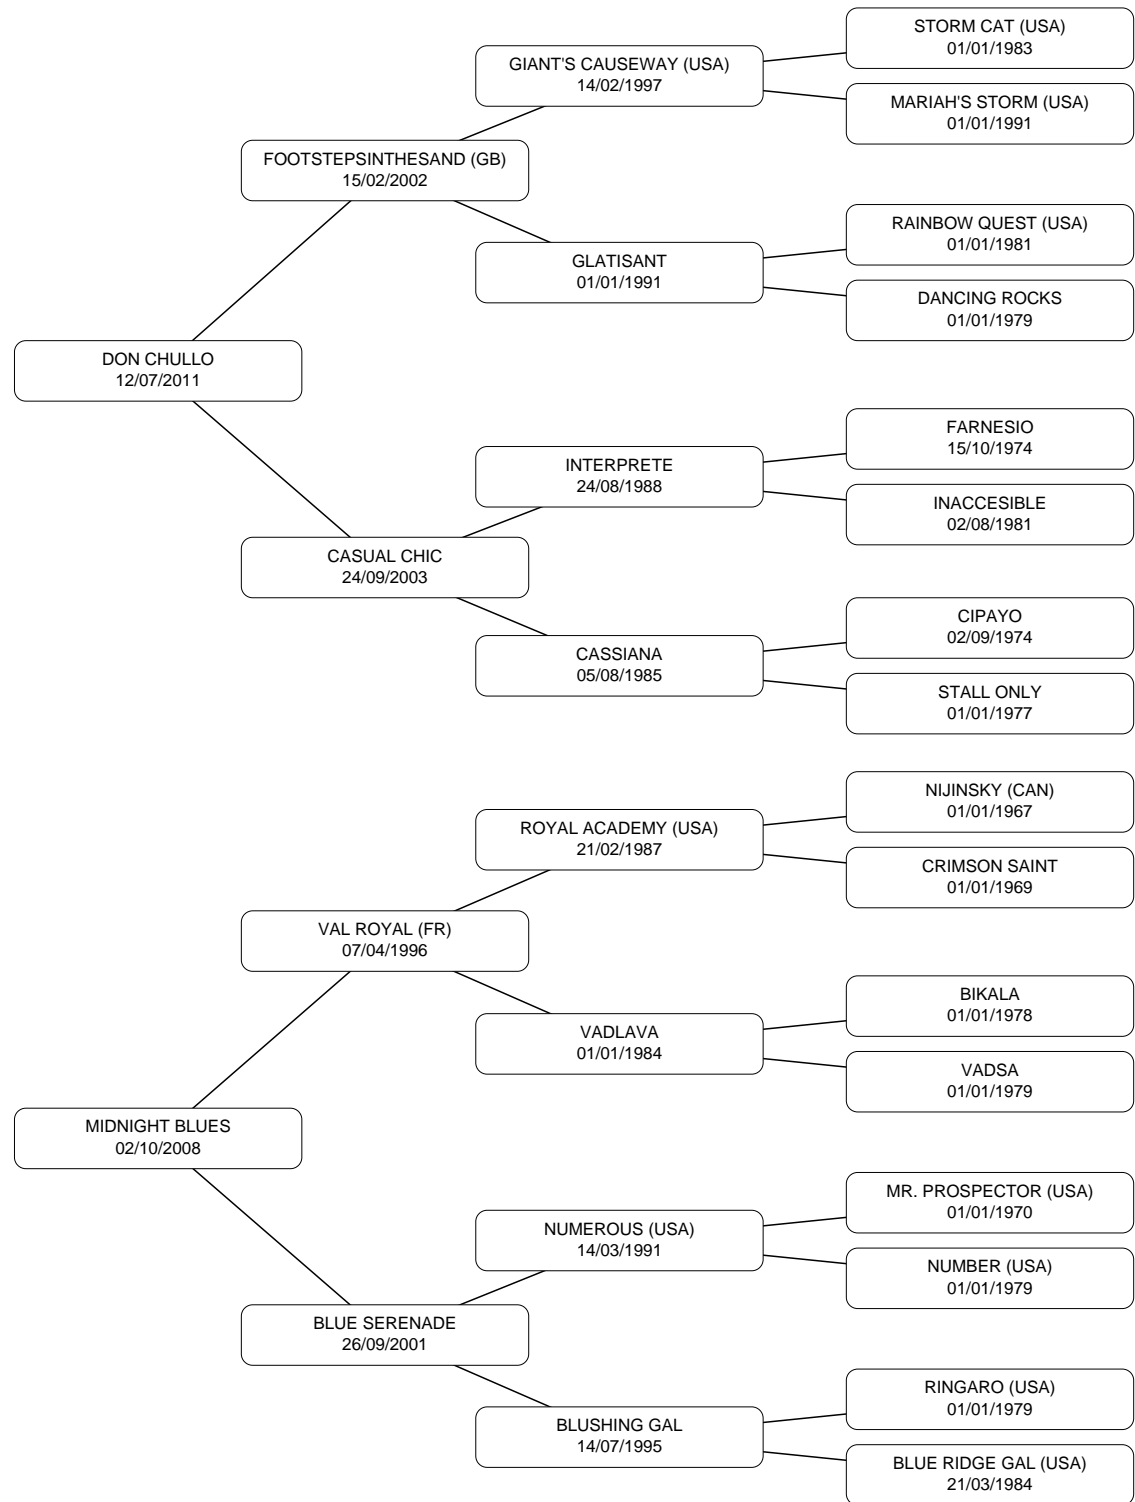 STORM CAT (USA)
01/01/1983
GIANT'S CAUSEWAY (USA)
14/02/1997
MARIAH'S STORM (USA)
01/01/1991
FOOTSTEPSINTHESAND (GB)
15/02/2002
RAINBOW QUEST (USA)
01/01/1981
GLATISANT
01/01/1991
DANCING ROCKS
01/01/1979
DON CHULLO
12/07/2011
FARNESIO
15/10/1974
INTERPRETE
24/08/1988
INACCESIBLE
02/08/1981
CASUAL CHIC
24/09/2003
CIPAYO
02/09/1974
CASSIANA
05/08/1985
STALL ONLY
01/01/1977
NIJINSKY (CAN)
01/01/1967
ROYAL ACADEMY (USA)
21/02/1987
CRIMSON SAINT
01/01/1969
VAL ROYAL (FR)
07/04/1996
BIKALA
01/01/1978
VADLAVA
01/01/1984
VADSA
01/01/1979
MIDNIGHT BLUES
02/10/2008
MR. PROSPECTOR (USA)
01/01/1970
NUMEROUS (USA)
14/03/1991
NUMBER (USA)
01/01/1979
BLUE SERENADE
26/09/2001
RINGARO (USA)
01/01/1979
BLUSHING GAL
14/07/1995
BLUE RIDGE GAL (USA)
21/03/1984